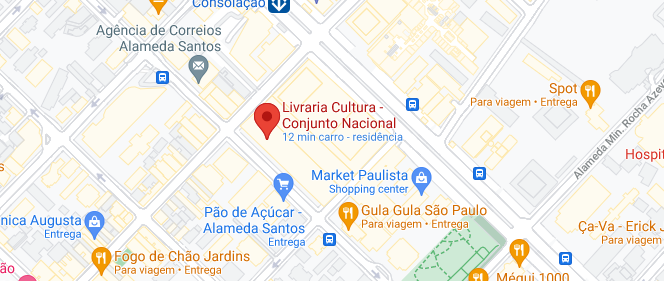 Consolação
Agência de Correios
Alameda Santos
Spot
Para viagem • Entrega
Alameda Min. Rocha Azev
Livraria Cultura -
Conjunto Nacional
12 min carro - residência
Hospit
Market Paulista
Shopping center
Pão de Açúcar -
Alameda Santos
Entrega
Gula Gula São Paulo
Para viagem • Entrega
nica Augusta
Entrega
Ça-Va - Erick J
Para viagem • Entrega
Fogo de Chão Jardins
Para viagem • Entrega
ão
Méqui 1000